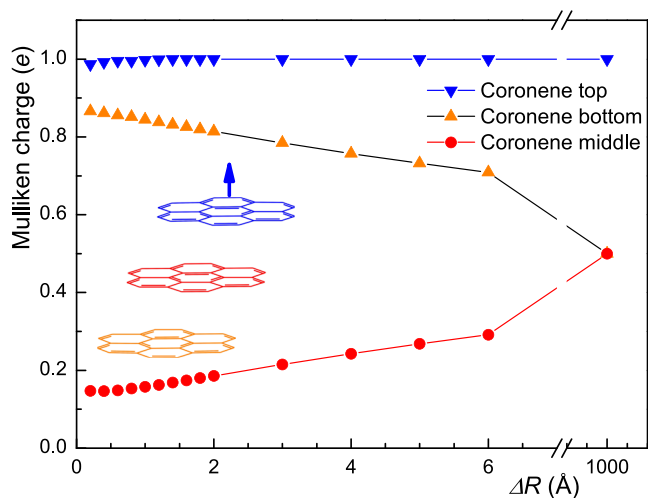 Mulliken charge (e)
1.0
0.8
0.6
0.4
0.2
0.0
Coronene top
Coronene bottom
Coronene middle
0
2
4
6
1000
ΔR (Å)